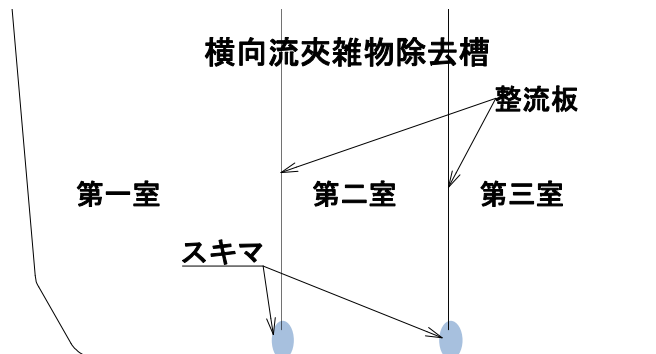 横向流夾雑物除去槽
整流板
第一室
第二室
第三室
スキマ